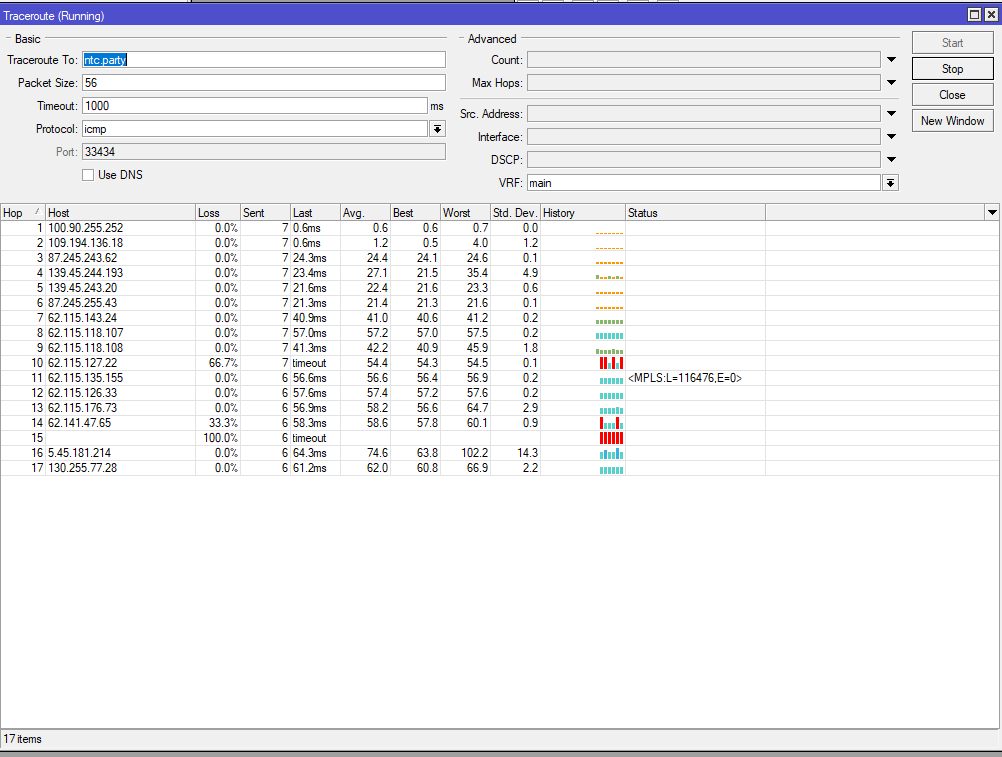 Traceroute (Running)
Basic
Traceroute To: ntc.party
Packet Size: 56
Timeout: 1000 ms
Protocol: icmp
Port: 33434
Use DNS
Advanced
Count:
Max Hops:
Src. Address:
Interface:
DSCP:
VRF: main
Start
Stop
Close
New Window
Hop Host Loss Sent Last Avg. Best Worst Std. Dev. History Status
1 100.90.255.252 0.0% 7 0.6ms 0.6 0.6 0.7 0.0
2 109.194.136.18 0.0% 7 0.6ms 1.2 0.5 4.0 1.2
3 87.245.243.62 0.0% 7 24.3ms 24.4 24.1 24.6 0.1
4 139.45.244.193 0.0% 7 23.4ms 27.1 21.5 35.4 4.9
5 139.45.243.20 0.0% 7 21.6ms 22.4 21.6 23.3 0.6
6 87.245.255.43 0.0% 7 21.3ms 21.4 21.3 21.6 0.1
7 62.115.143.24 0.0% 7 40.9ms 41.0 40.6 41.2 0.2
8 62.115.118.107 0.0% 7 57.0ms 57.2 57.0 57.5 0.2
9 62.115.118.108 0.0% 7 41.3ms 42.2 40.9 45.9 1.8
10 62.115.127.22 66.7% 7 timeout 54.4 54.3 54.5 0.1
11 62.115.135.155 0.0% 6 56.6ms 56.6 56.4 56.9 0.2 <MPLS:L=116476,E=0>
12 62.115.126.33 0.0% 6 57.6ms 57.4 57.2 57.6 0.2
13 62.115.176.73 0.0% 6 56.9ms 58.2 56.6 64.7 2.9
14 62.141.47.65 33.3% 6 58.3ms 58.6 57.8 60.1 0.9
15 100.0% 6 timeout
16 5.45.181.214 0.0% 6 64.3ms 74.6 63.8 102.2 14.3
17 130.255.77.28 0.0% 6 61.2ms 62.0 60.8 66.9 2.2
17 items